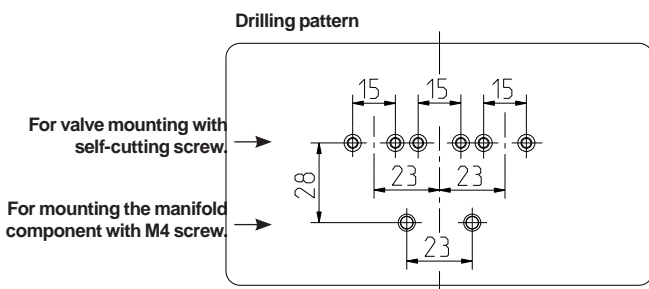 Drilling pattern
15 15 15
For valve mounting with
self-cutting screw.
23 23
28
For mounting the manifold
component with M4 screw.
23